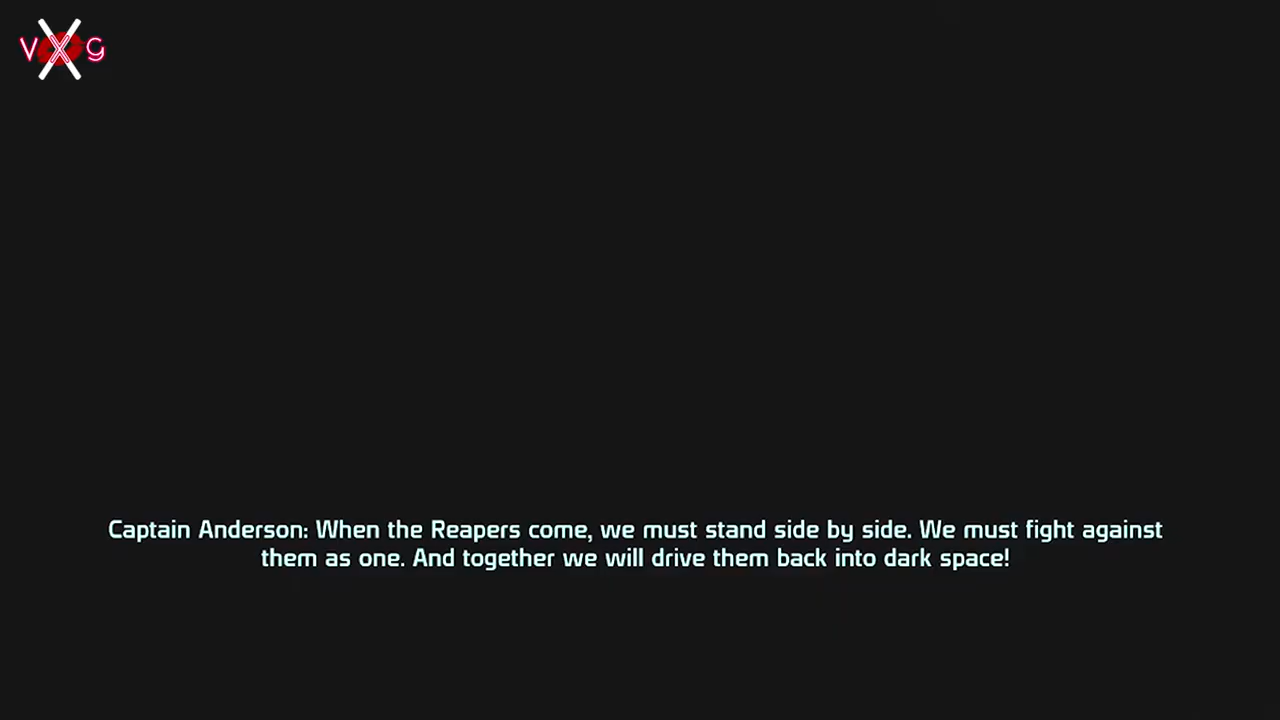 VXG
Captain Anderson: When the Reapers come, we must stand side by side. We must fight against
them as one. And together we will drive them back into dark space!